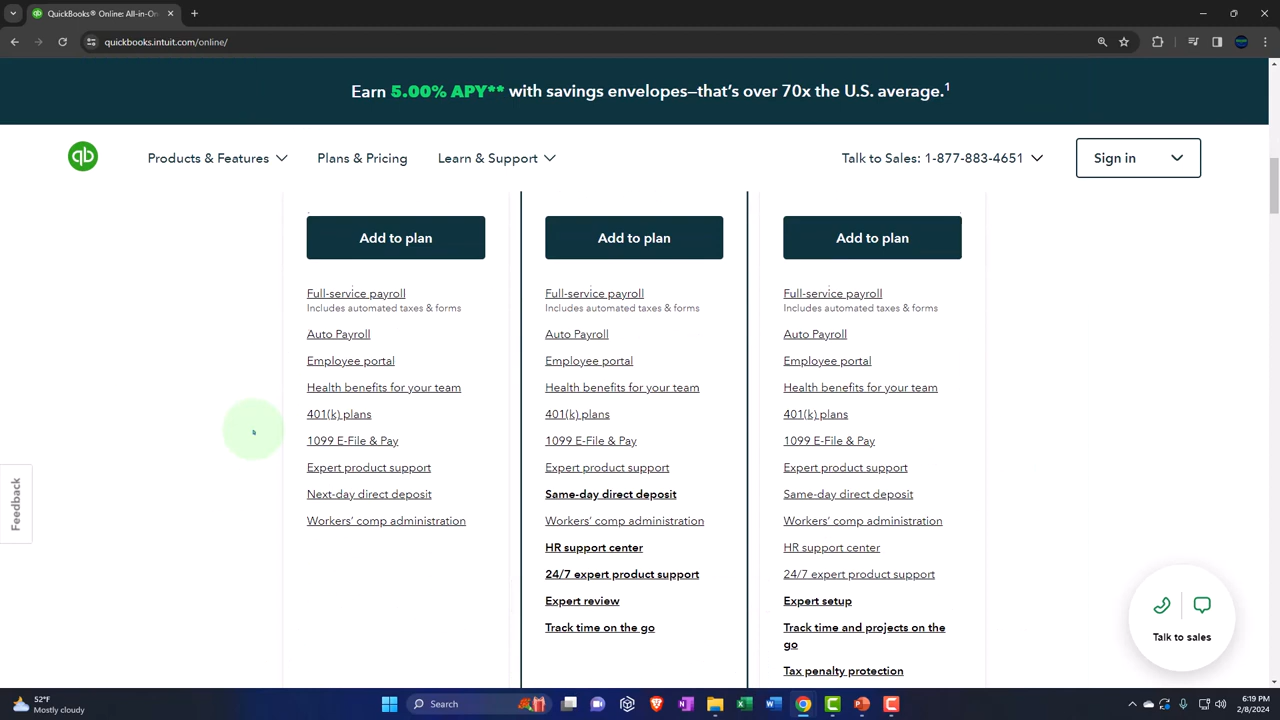 QuickBooks® Online: All-in-On
quickbooks.intuit.com/online/
Earn 5.00% APY** with savings envelopes—that's over 70x the U.S. average.1
qb
Products & Features
Plans & Pricing
Learn & Support
Talk to Sales: 1-877-883-4651
Sign in
Add to plan
Full-service payroll
Includes automated taxes & forms
Auto Payroll
Employee portal
Health benefits for your team
401(k) plans
1099 E-File & Pay
Expert product support
Next-day direct deposit
Workers' comp administration
Add to plan
Full-service payroll
Includes automated taxes & forms
Auto Payroll
Employee portal
Health benefits for your team
401(k) plans
1099 E-File & Pay
Expert product support
Same-day direct deposit
Workers' comp administration
HR support center
24/7 expert product support
Expert review
Track time on the go
Add to plan
Full-service payroll
Includes automated taxes & forms
Auto Payroll
Employee portal
Health benefits for your team
401(k) plans
1099 E-File & Pay
Expert product support
Same-day direct deposit
Workers' comp administration
HR support center
24/7 expert product support
Expert setup
Track time and projects on the
go
Tax penalty protection
Feedback
Talk to sales
52°F
Mostly cloudy
Search
6:19 PM
2/8/2024